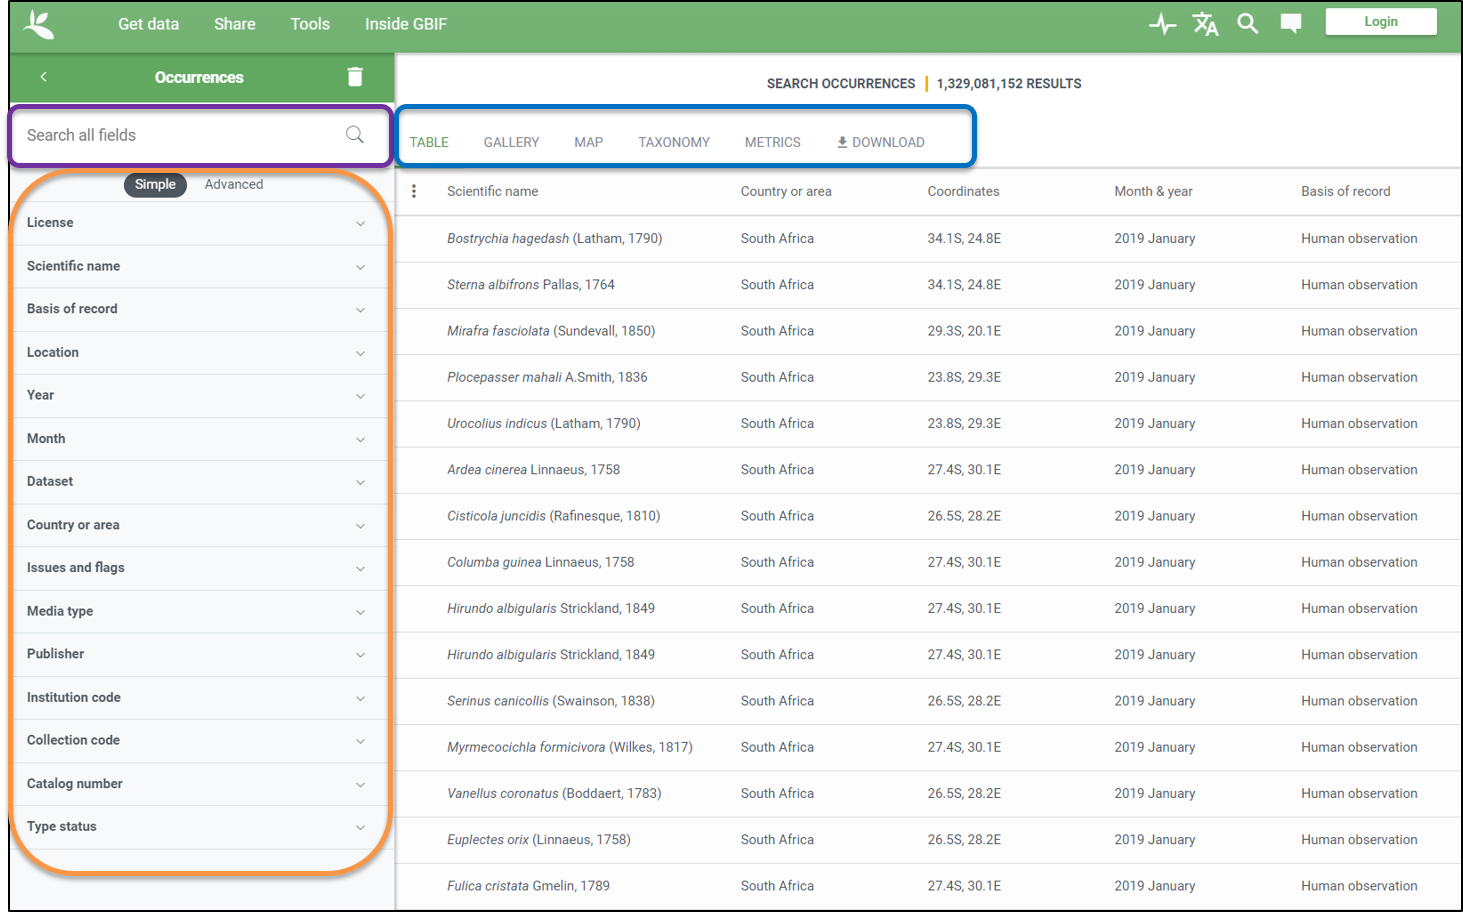 Get data Share Tools Inside GBIF Login
Occurrences
SEARCH OCCURRENCES | 1,329,081,152 RESULTS
Search all fields
TABLE GALLERY MAP TAXONOMY METRICS DOWNLOAD
Simple Advanced
License
Scientific name
Basis of record
Location
Year
Month
Dataset
Country or area
Issues and flags
Media type
Publisher
Institution code
Collection code
Catalog number
Type status
Scientific name Country or area Coordinates Month & year Basis of record
Bostrychia hagedash (Latham, 1790) South Africa 34.1S, 24.8E 2019 January Human observation
Sterna albifrons Pallas, 1764 South Africa 34.1S, 24.8E 2019 January Human observation
Mirafra fasciolata (Sundevall, 1850) South Africa 29.3S, 20.1E 2019 January Human observation
Plocepasser mahali A.Smith, 1836 South Africa 23.8S, 29.3E 2019 January Human observation
Urocolius indicus (Latham, 1790) South Africa 23.8S, 29.3E 2019 January Human observation
Ardea cinerea Linnaeus, 1758 South Africa 27.4S, 30.1E 2019 January Human observation
Cisticola juncidis (Rafinesque, 1810) South Africa 26.5S, 28.2E 2019 January Human observation
Columba guinea Linnaeus, 1758 South Africa 27.4S, 30.1E 2019 January Human observation
Hirundo albigularis Strickland, 1849 South Africa 27.4S, 30.1E 2019 January Human observation
Hirundo albigularis Strickland, 1849 South Africa 27.4S, 30.1E 2019 January Human observation
Serinus canicollis (Swainson, 1838) South Africa 26.5S, 28.2E 2019 January Human observation
Myrmecocichla formicivora (Wilkes, 1817) South Africa 27.4S, 30.1E 2019 January Human observation
Vanellus coronatus (Boddaert, 1783) South Africa 26.5S, 28.2E 2019 January Human observation
Euplectes orix (Linnaeus, 1758) South Africa 26.5S, 28.2E 2019 January Human observation
Fulica cristata Gmelin, 1789 South Africa 27.4S, 30.1E 2019 January Human observation